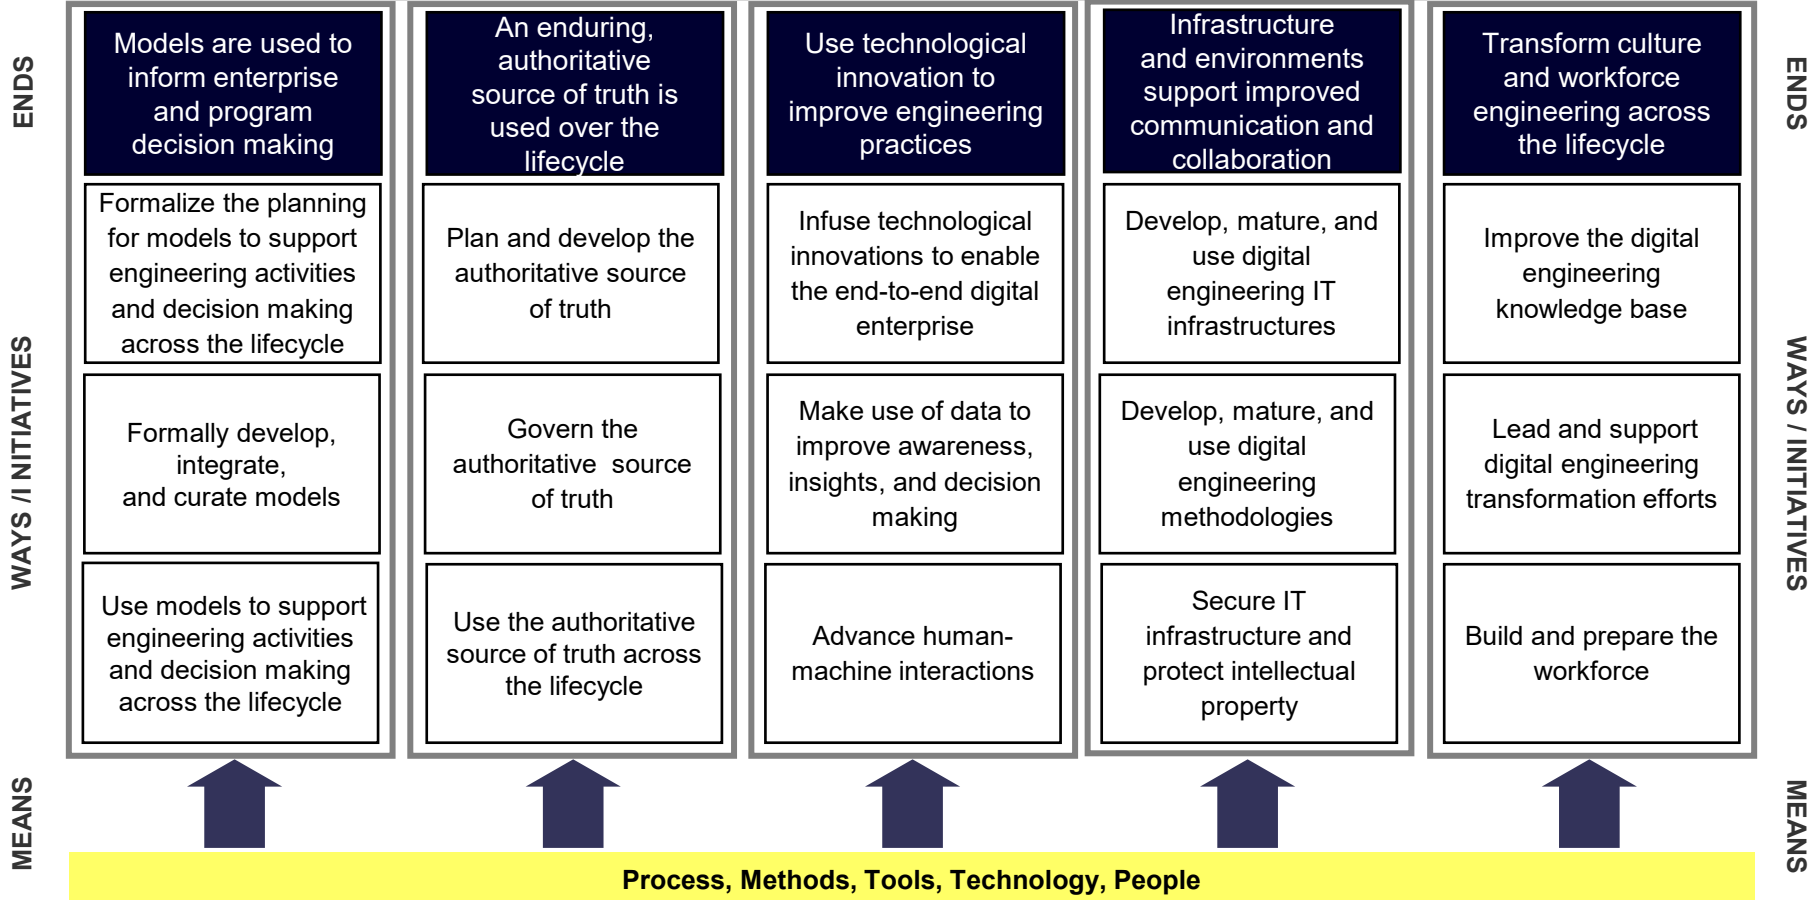 ENDS
Models are used to
inform enterprise
and program
decision making
An enduring,
authoritative
source of truth is
used over the
lifecycle
Use technological
innovation to
improve engineering
practices
Infrastructure
and environments
support improved
communication and
collaboration
Transform culture
and workforce
engineering across
the lifecycle
ENDS
WAYS /I NITIATIVES
Formalize the planning
for models to support
engineering activities
and decision making
across the lifecycle
Plan and develop the
authoritative source
of truth
Infuse technological
innovations to enable
the end-to-end digital
enterprise
Develop, mature, and
use digital
engineering IT
infrastructures
Improve the digital
engineering
knowledge base
WAYS / INITIATIVES
Formally develop,
integrate,
and curate models
Govern the
authoritative  source
of truth
Make use of data to
improve awareness,
insights, and decision
making
Develop, mature, and
use digital
engineering
methodologies
Lead and support
digital engineering
transformation efforts
Use models to support
engineering activities
and decision making
across the lifecycle
Use the authoritative
source of truth across
the lifecycle
Advance human-
machine interactions
Secure IT
infrastructure and
protect intellectual
property
Build and prepare the
workforce
MEANS
MEANS
Process, Methods, Tools, Technology, People